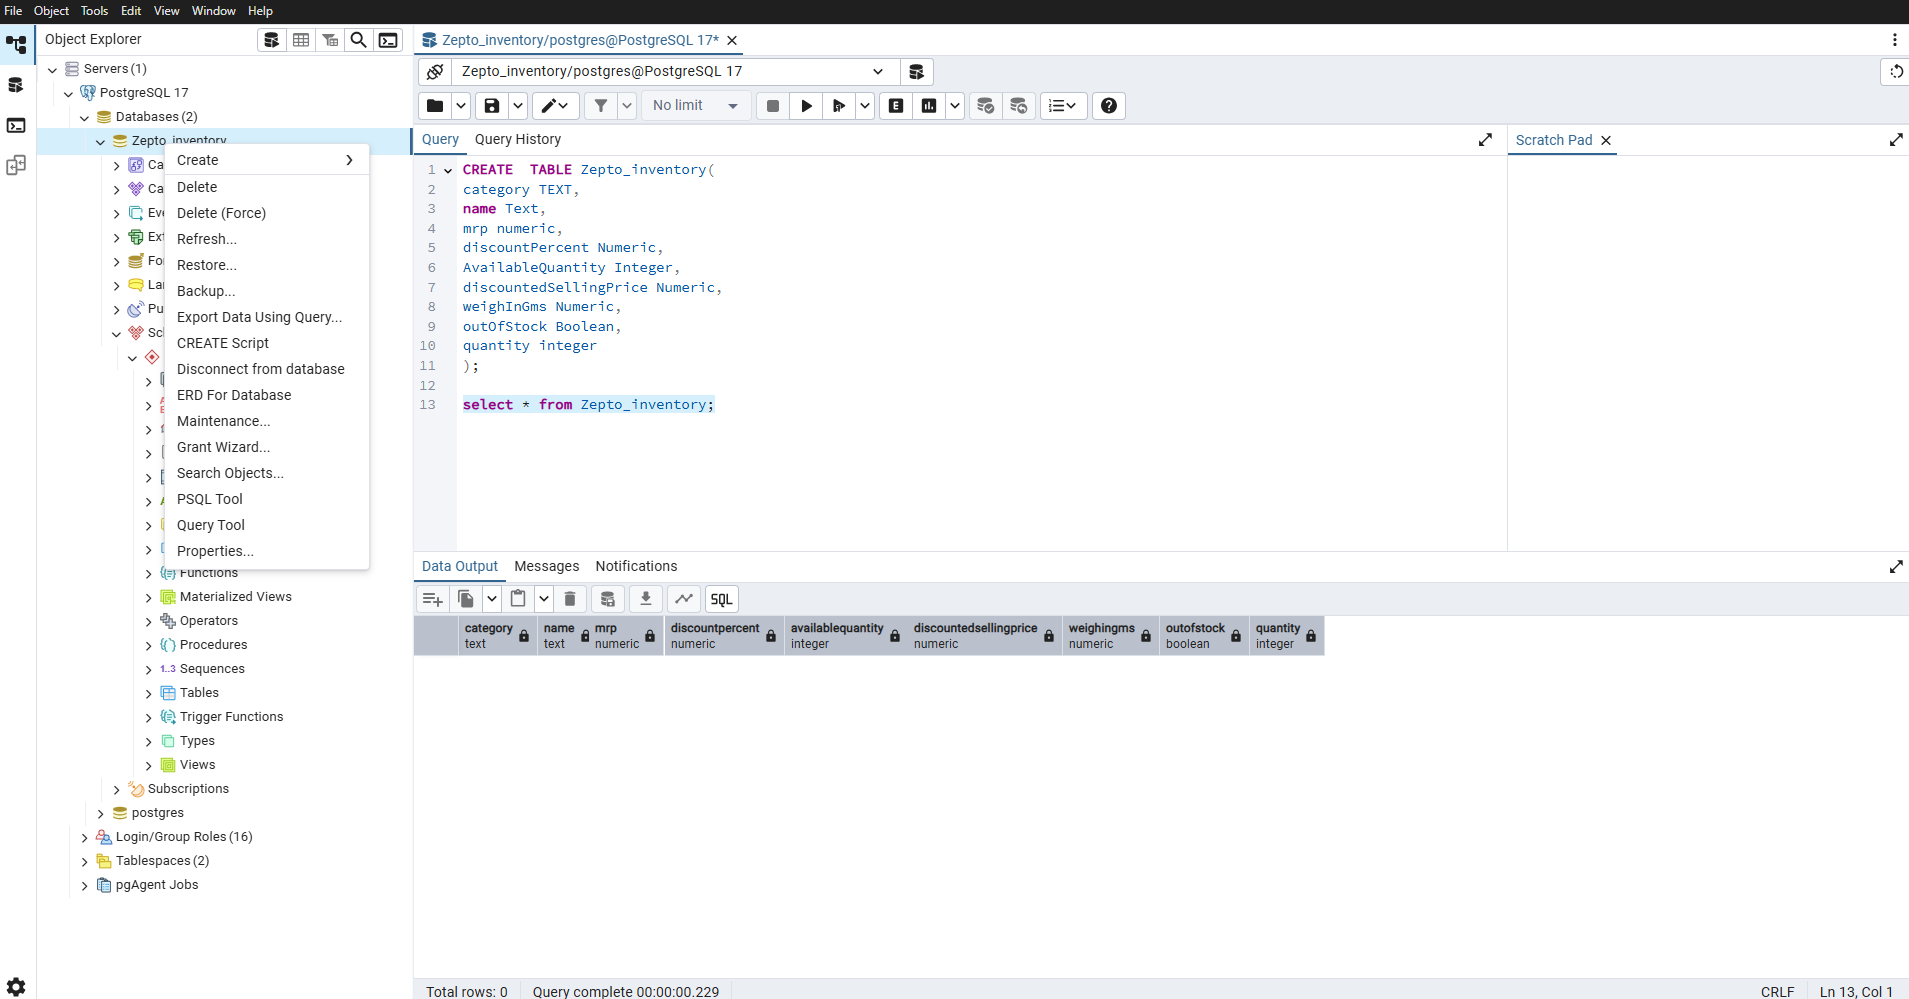 File Object Tools Edit View Window Help
Object Explorer
Servers (1)
PostgreSQL 17
Databases (2)
Zepto_inventory
Create
Delete
Delete (Force)
Refresh...
Restore...
Backup...
Export Data Using Query...
CREATE Script
Disconnect from database
ERD For Database
Maintenance...
Grant Wizard...
Search Objects...
PSQL Tool
Query Tool
Properties...
Ca
Ca
Eve
Ext
Fo
La
Pu
Sc
Functions
Materialized Views
Operators
Procedures
1..3 Sequences
Tables
Trigger Functions
Types
Views
Subscriptions
postgres
Login/Group Roles (16)
Tablespaces (2)
pgAgent Jobs
Zepto_inventory/postgres@PostgreSQL 17*
Zepto_inventory/postgres@PostgreSQL 17
No limit
E
Query Query History
Scratch Pad
1 CREATE  TABLE Zepto_inventory(
2 category TEXT,
3 name Text,
4 mrp numeric,
5 discountPercent Numeric,
6 AvailableQuantity Integer,
7 discountedSellingPrice Numeric,
8 weighInGms Numeric,
9 outOfStock Boolean,
10 quantity integer
11 );
12
13 select * from Zepto_inventory;
Data Output Messages Notifications
SQL
category name mrp discountpercent availablequantity discountedsellingprice weighingms outofstock quantity
text text numeric numeric integer numeric numeric boolean integer
Total rows: 0 Query complete 00:00:00.229 CRLF Ln 13, Col 1